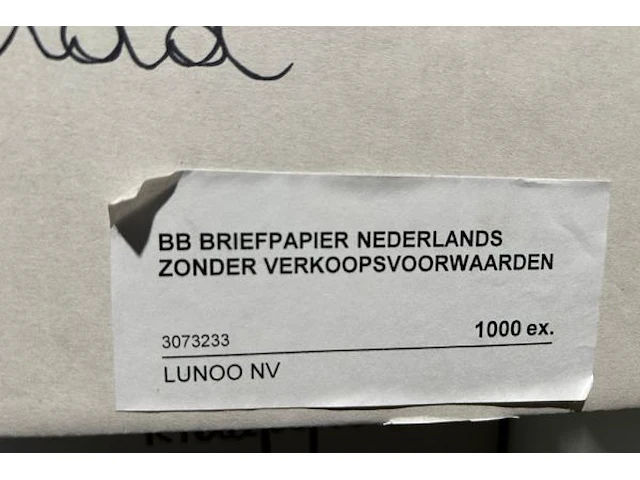 BB BRIEFPAPIER NEDERLANDS
ZONDER VERKOOPSVOORWAARDEN
3073233 1000 ex.
LUNOO NV